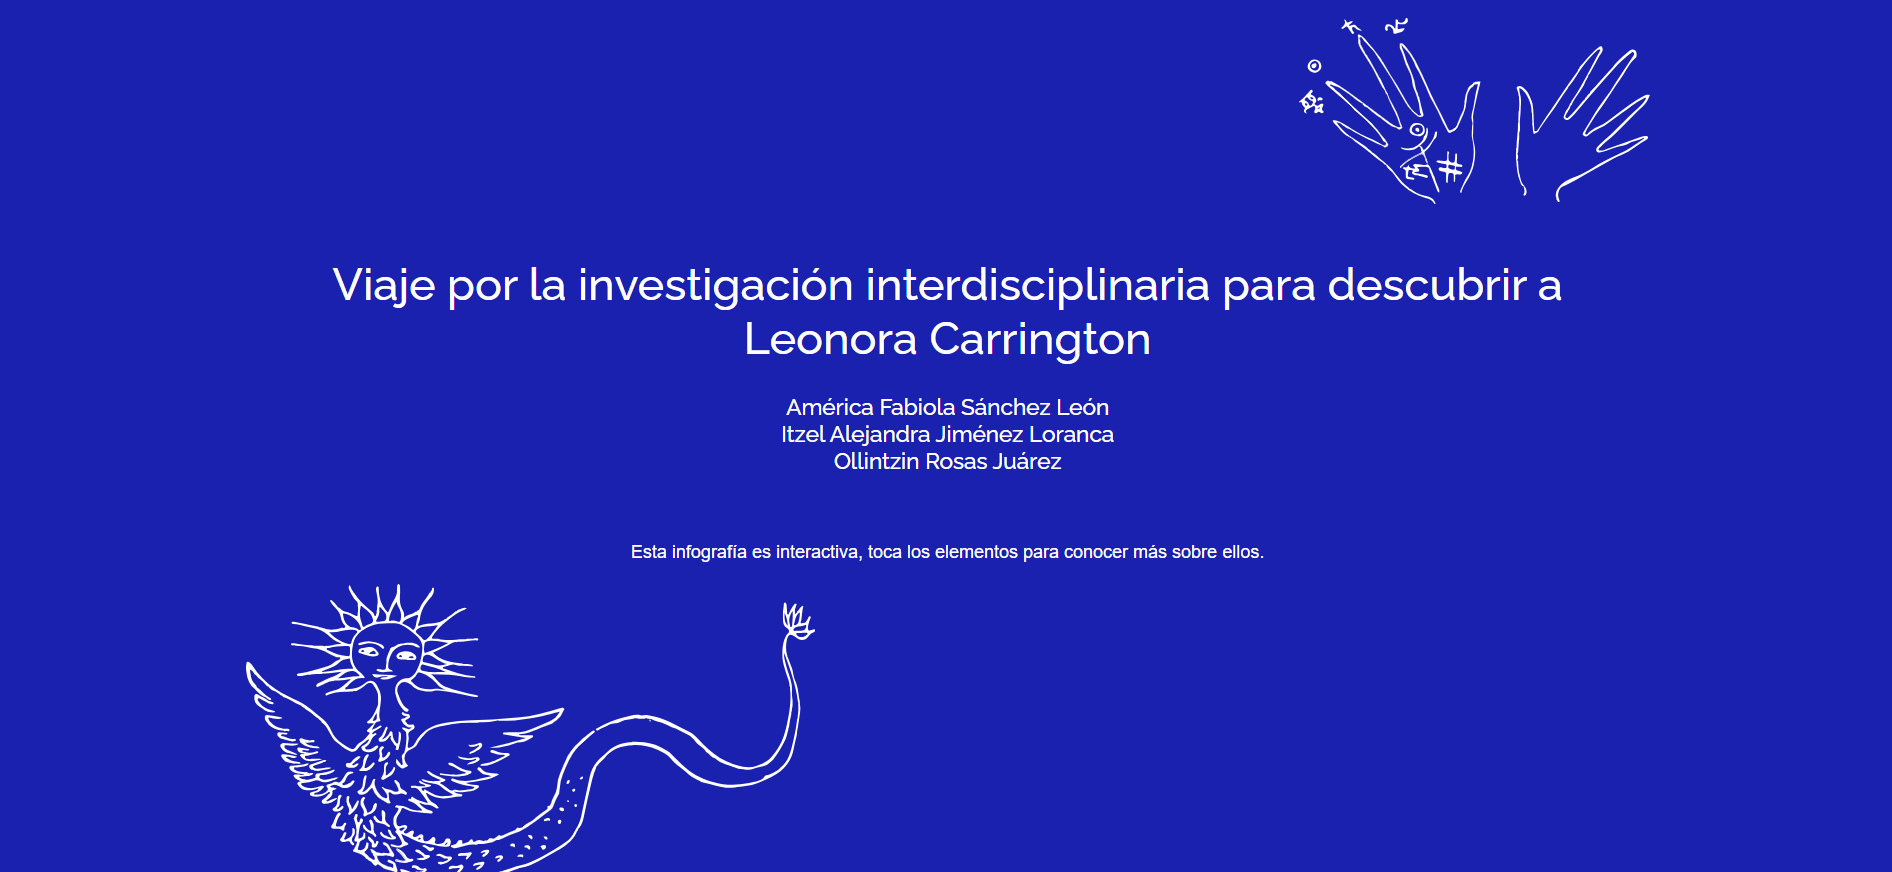 Viaje por la investigación interdisciplinaria para descubrir a
Leonora Carrington
América Fabiola Sánchez León
Itzel Alejandra Jiménez Loranca
Ollintzin Rosas Juárez
Esta infografía es interactiva, toca los elementos para conocer más sobre ellos.